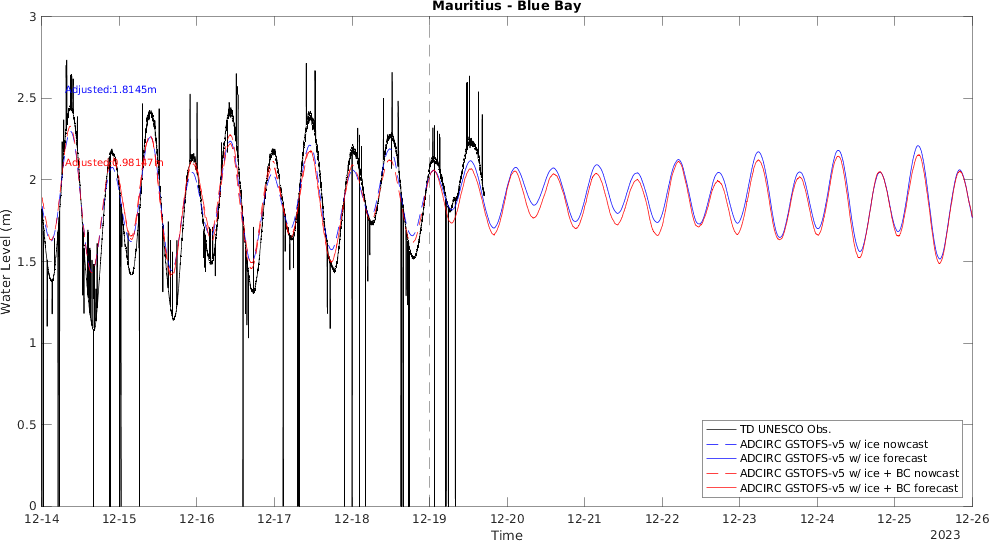 Mauritius - Blue Bay
Water Level (m)
3
2.5
2
1.5
1
0.5
0
Adjusted:1.8145m
Adjusted:0.98147m
TD UNESCO Obs.
ADCIRC GSTOFS-v5 w/ ice nowcast
ADCIRC GSTOFS-v5 w/ ice forecast
ADCIRC GSTOFS-v5 w/ ice + BC nowcast
ADCIRC GSTOFS-v5 w/ ice + BC forecast
12-14 12-15 12-16 12-17 12-18 12-19 12-20 12-21 12-22 12-23 12-24 12-25 12-26
Time
2023